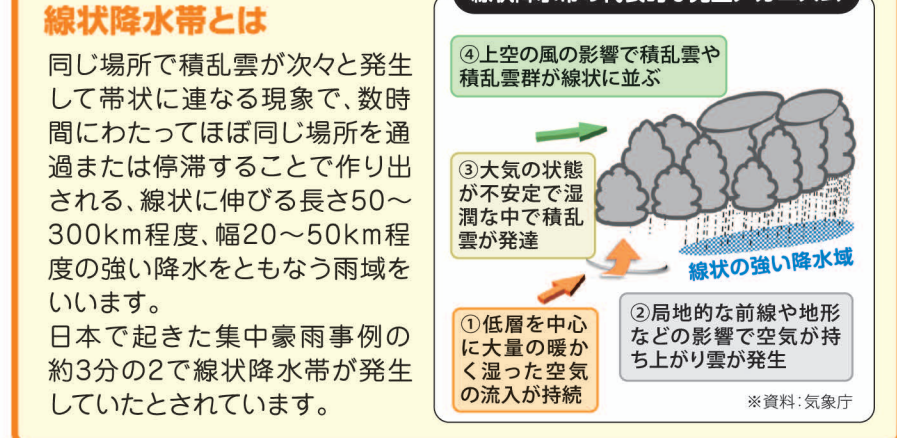 線状降水帯とは
同じ場所で積乱雲が次々と発生
して帯状に連なる現象で、数時
間にわたってほぼ同じ場所を通
過または停滞することで作り出
される、線状に伸びる長さ50〜
300km程度、幅20〜50km程
度の強い降水をともなう雨域を
いいます。
日本で起きた集中豪雨事例の
約3分の2で線状降水帯が発生
していたとされています。
④上空の風の影響で積乱雲や
積乱雲群が線状に並ぶ
③大気の状態
が不安定で湿
潤な中で積乱
雲が発達
線状の強い降水域
①低層を中心
に大量の暖か
く湿った空気
の流入が持続
②局地的な前線や地形
などの影響で空気が持
ち上がり雲が発生
※資料:気象庁